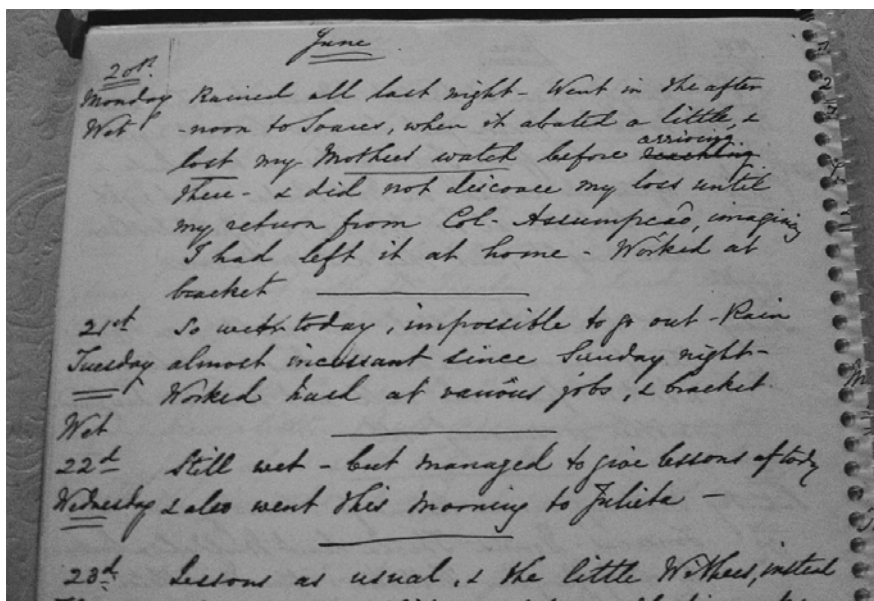 June
20th.
Monday Rained all last night - Went in the after
Wet -noon to Soares, when it abated a little, &
lost my Mother's watch before arriving
there - & did not discover my loss until
my return from Col - Assumpcaõ, imagining
I had left it at home - Worked at
bracket
21st So wet today, impossible to go out - Rain
Tuesday almost incessant since Sunday night -
Worked hard at various jobs, & bracket
Wet
22d Still wet - but managed to give lessons of today
Wednesday & also went this morning to Julieta -
23d. Lessons as usual, & the little Withers, instead